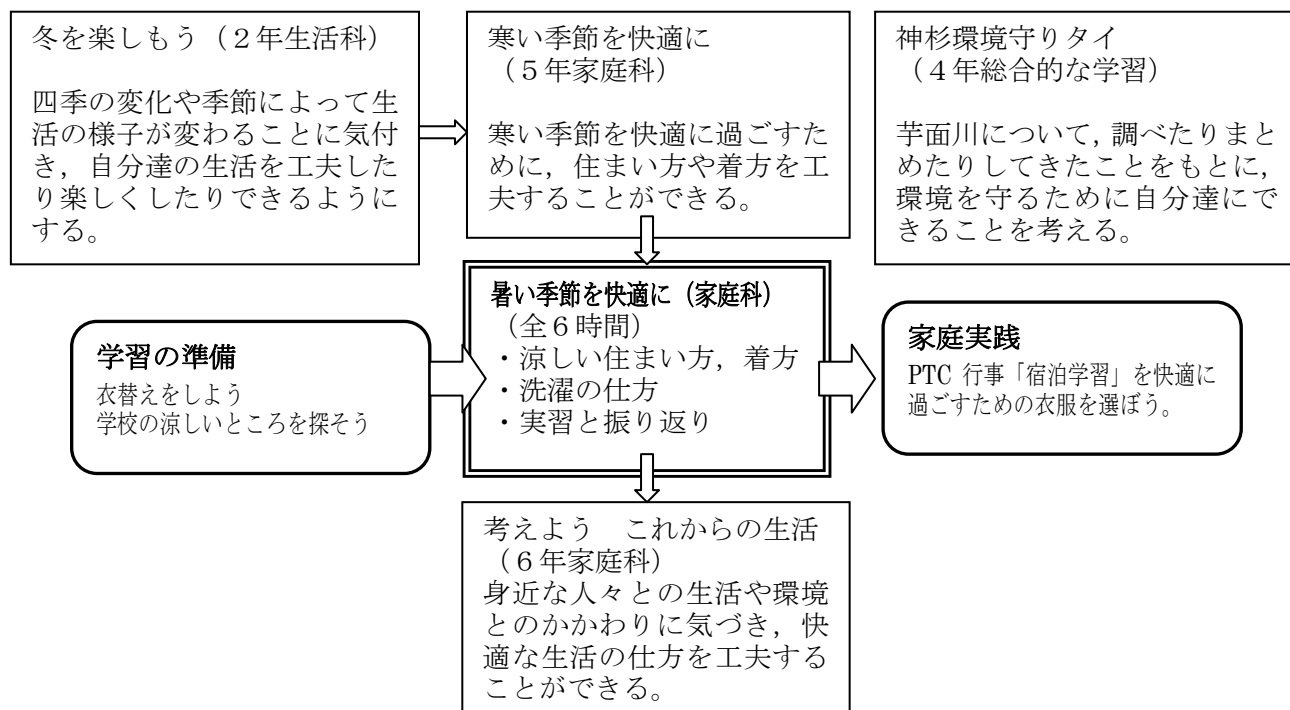 冬を楽しもう（２年生活科）
四季の変化や季節によって生
活の様子が変わることに気付
き，自分達の生活を工夫した
り楽しくしたりできるように
する。
寒い季節を快適に
（５年家庭科）
寒い季節を快適に過ごすた
めに，住まい方や着方を工
夫することができる。
神杉環境守りタイ
（４年総合的な学習）
芋面川について，調べたりまと
めたりしてきたことをもとに，
環境を守るために自分達にで
きることを考える。
学習の準備
衣替えをしよう
学校の涼しいところを探そう
暑い季節を快適に（家庭科）
（全６時間）
・涼しい住まい方，着方
・洗濯の仕方
・実習と振り返り
家庭実践
PTC 行事「宿泊学習」を快適に
過ごすための衣服を選ぼう。
考えよう　これからの生活
（６年家庭科）
身近な人々との生活や環境
とのかかわりに気づき，快
適な生活の仕方を工夫する
ことができる。